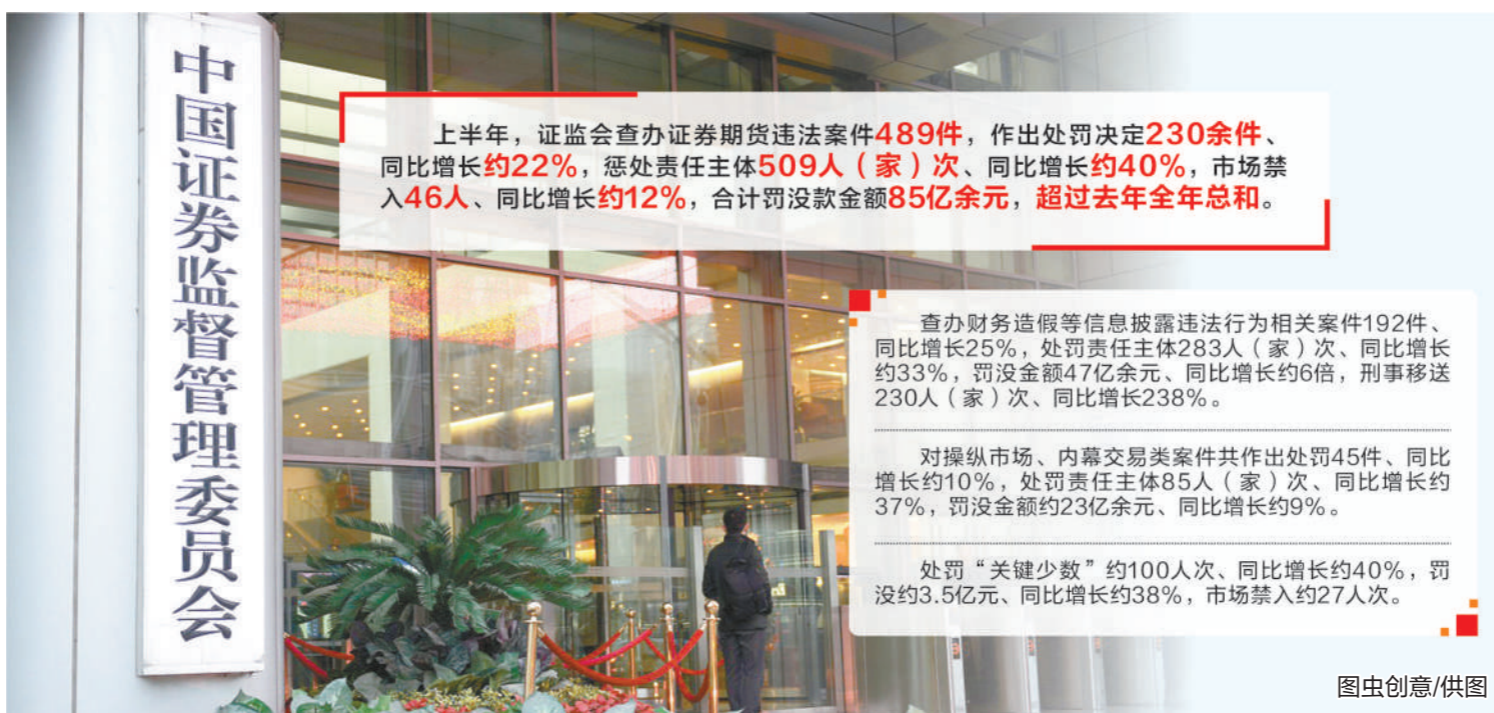 中国证券监督管理委员会
上半年，证监会查办证券期货违法案件489件，作出处罚决定230余件、
同比增长约22%，惩处责任主体509人（家）次、同比增长约40%，市场禁
入46人、同比增长约12%，合计罚没款金额85亿余元，超过去年全年总和。
查办财务造假等信息披露违法行为相关案件192件、
同比增长25%，处罚责任主体283人（家）次、同比增长
约33%，罚没金额47亿余元、同比增长约6倍，刑事移送
230人（家）次、同比增长238%。
对操纵市场、内幕交易类案件共作出处罚45件、同比
增长约10%，处罚责任主体85人（家）次、同比增长约
37%，罚没金额约23亿余元、同比增长约9%。
处罚“关键少数”约100人次、同比增长约40%，罚
没约3.5亿元、同比增长约38%，市场禁入约27人次。
图虫创意/供图